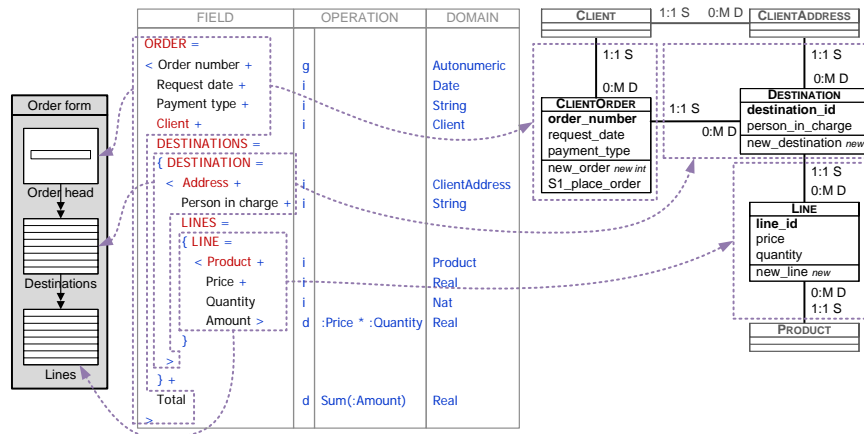 Order form
Order head
Destinations
Lines
FIELD OPERATION DOMAIN
ORDER =
< Order number + g Autonumeric
Request date + i Date
Payment type + i String
Client + i Client
DESTINATIONS =
{ DESTINATION =
< Address + i ClientAddress
Person in charge + i String
LINES =
{ LINE =
< Product + i Product
Price + i Real
Quantity i Nat
Amount > d :Price * :Quantity Real
}
>
} +
Total d Sum(:Amount) Real
>
CLIENT
1:1 S 0:M D
CLIENTADDRESS
1:1 S
0:M D
CLIENTORDER
order_number
request_date
payment_type
new_order new int
S1_place_order
1:1 S
0:M D
1:1 S
0:M D
DESTINATION
destination_id
person_in_charge
new_destination new
1:1 S
0:M D
LINE
line_id
price
quantity
new_line new
0:M D
1:1 S
PRODUCT